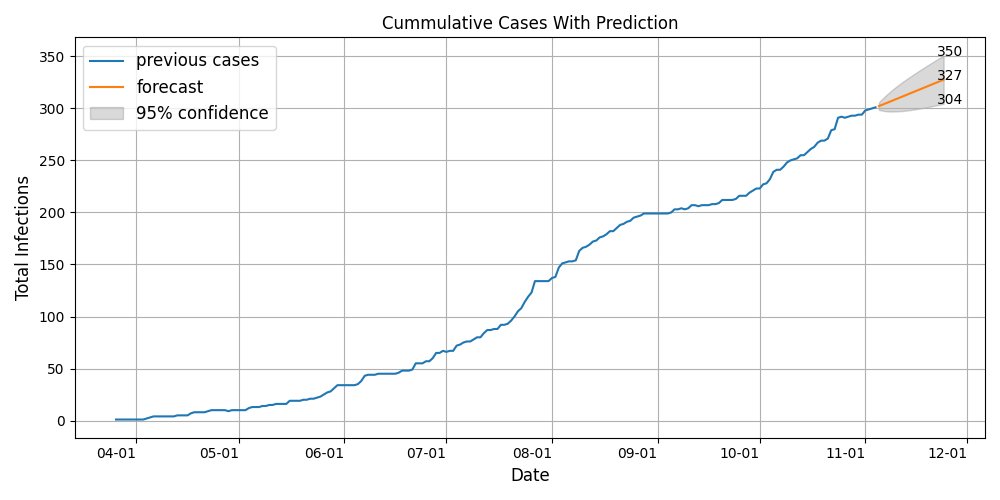 Cummulative Cases With Prediction
previous cases
forecast
95% confidence
350
327
304
Total Infections
350
300
250
200
150
100
50
0
04-01 05-01 06-01 07-01 08-01 09-01 10-01 11-01 12-01
Date